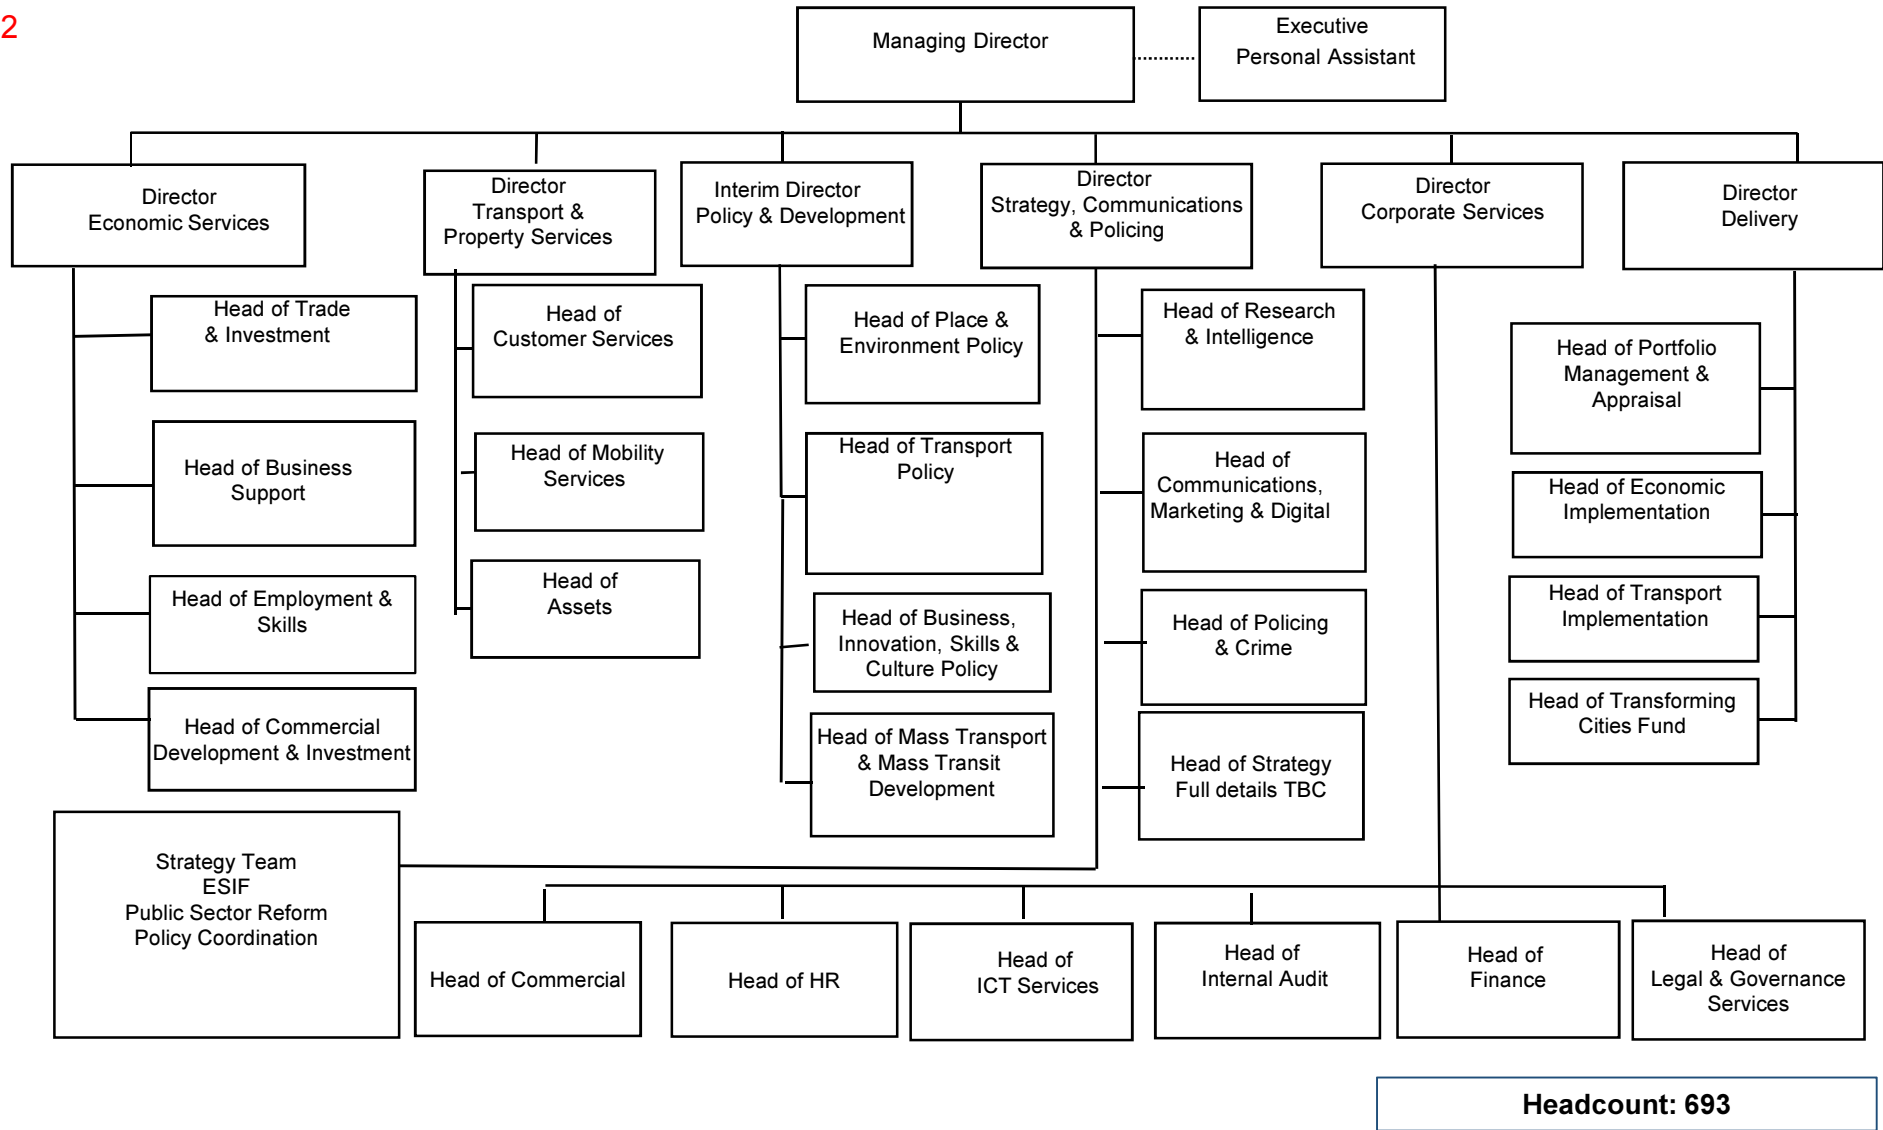 2
Managing Director
Executive
Personal Assistant
Director
Economic Services
Director
Transport &
Property Services
Interim Director
Policy & Development
Director
Strategy, Communications
& Policing
Director
Corporate Services
Director
Delivery
Head of Trade
& Investment
Head of Business
Support
Head of Employment &
Skills
Head of Commercial
Development & Investment
Head of
Customer Services
Head of Mobility
Services
Head of
Assets
Head of Place &
Environment Policy
Head of Transport
Policy
Head of Business,
Innovation, Skills &
Culture Policy
Head of Mass Transport
& Mass Transit
Development
Head of Research
& Intelligence
Head of
Communications,
Marketing & Digital
Head of Policing
& Crime
Head of Strategy
Full details TBC
Head of Portfolio
Management &
Appraisal
Head of Economic
Implementation
Head of Transport
Implementation
Head of Transforming
Cities Fund
Strategy Team
ESIF
Public Sector Reform
Policy Coordination
Head of Commercial
Head of HR
Head of
ICT Services
Head of
Internal Audit
Head of
Finance
Head of
Legal & Governance
Services
Headcount: 693